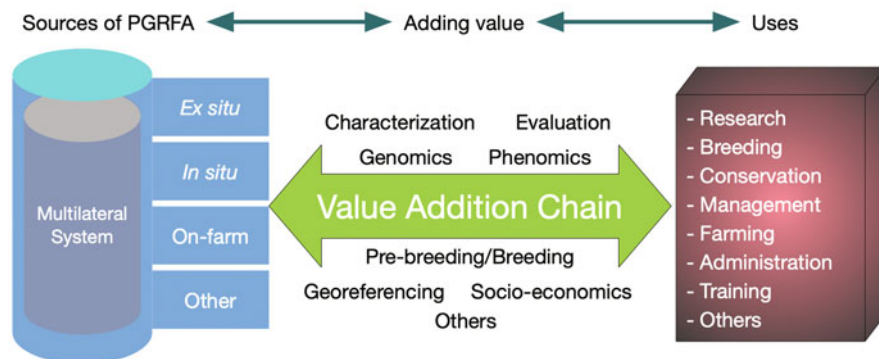 Sources of PGRFA Adding value Uses
Multilateral
System
Ex situ
In situ
On-farm
Other
Characterization Evaluation
Genomics Phenomics
Value Addition Chain
Pre-breeding/Breeding
Georeferencing Socio-economics
Others
- Research
- Breeding
- Conservation
- Management
- Farming
- Administration
- Training
- Others